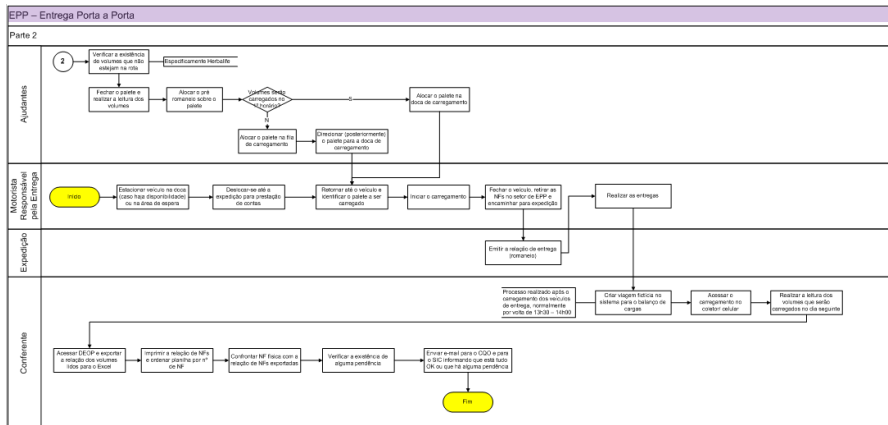 EPP – Entrega Porta a Porta
Parte 2
Ajudantes
2
Verificar a existência
de volumes que não
estejam na rota
Especificamente Herbalife
Fechar o palete e
realizar a leitura dos
volumes
Alocar o pré
romaneio sobre o
palete
Volumes serão
carregados no
1º horário?
S
N
Alocar o palete na
doca de carregamento
Alocar o palete na fila
de carregamento
Direcionar (posteriormente)
o palete para a doca de
carregamento
Motorista
Responsável
pela Entrega
Início
Estacionar veículo na doca
(caso haja disponibilidade)
ou na área de espera
Deslocar-se até a
expedição para prestação
de contas
Retornar até o veículo e
identificar o palete a ser
carregado
Iniciar o carregamento
Fechar o veículo, retirar as
NFs no setor de EPP e
encaminhar para expedição
Realizar as entregas
Expedição
Emitir a relação de entrega
(romaneio)
Conferente
Processo realizado após o
carregamento dos veículos
de entrega, normalmente
por volta de 13h30 – 14h00
Criar viagem fictícia no
sistema para o balanço de
cargas
Acessar o
carregamento no
coletor/ celular
Realizar a leitura dos
volumes que serão
carregados no dia seguinte
Acessar DEOP e exportar
a relação dos volumes
lidos para o Excel
Imprimir a relação de NFs
e ordenar planilha por nº
de NF
Confrontar NF física com a
relação de NFs exportadas
Verificar a existência de
alguma pendência
Enviar e-mail para o CQO e para
o SIC informando que está tudo
OK ou que há alguma pendência
Fim